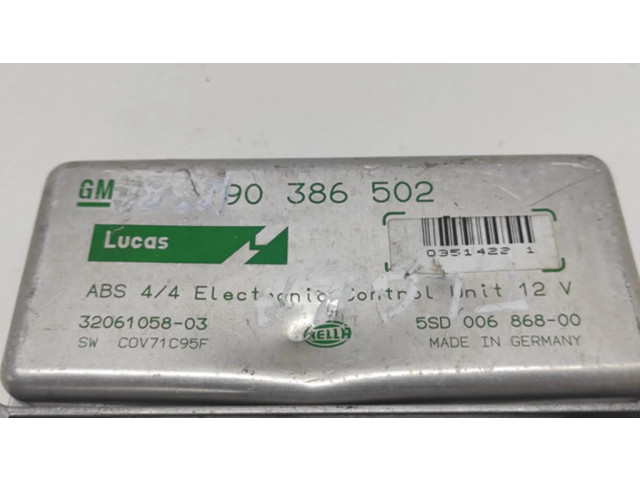 GM 90 386 502
Lucas
0351422 1
ABS 4/4 Electronic Control Unit 12 V
32061058-03 5SD 006 868-00
HELLA
SW COV71C95F MADE IN GERMANY